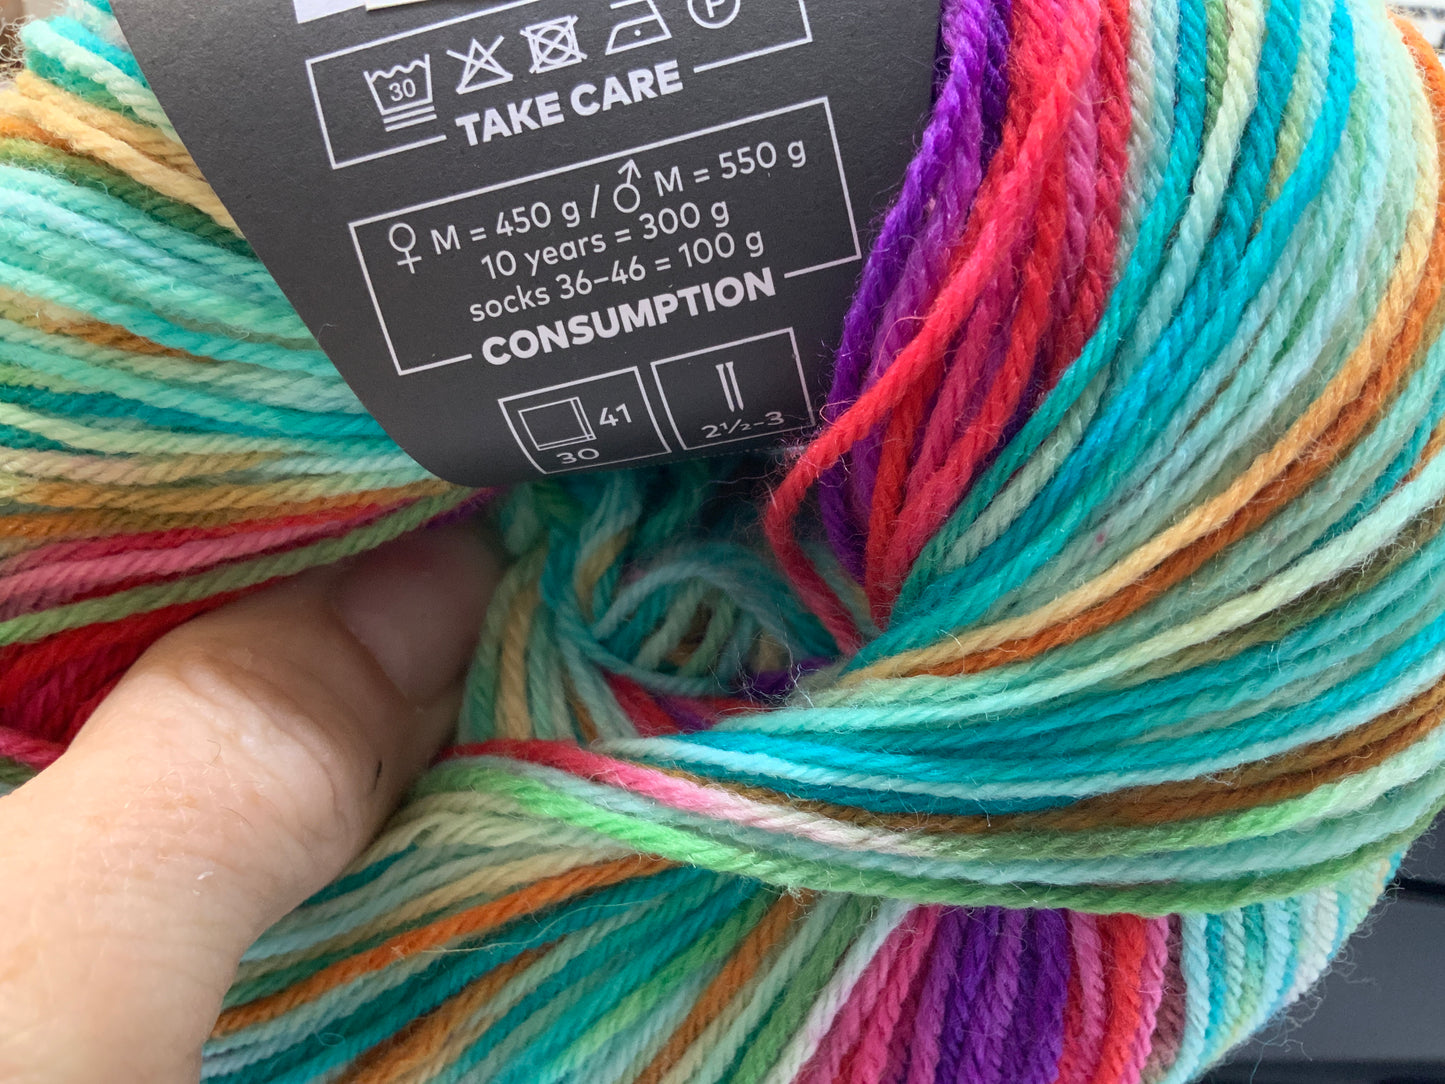 30
P
TAKE CARE
♀ M = 450 g / ♂ M = 550 g
10 years = 300 g
socks 36–46 = 100 g
CONSUMPTION
41
30
2½–3